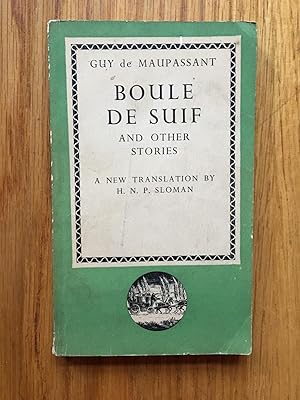 GUY de MAUPASSANT
BOULE
DE SUIF
AND OTHER
STORIES
A NEW TRANSLATION BY
H. N. P. SLOMAN